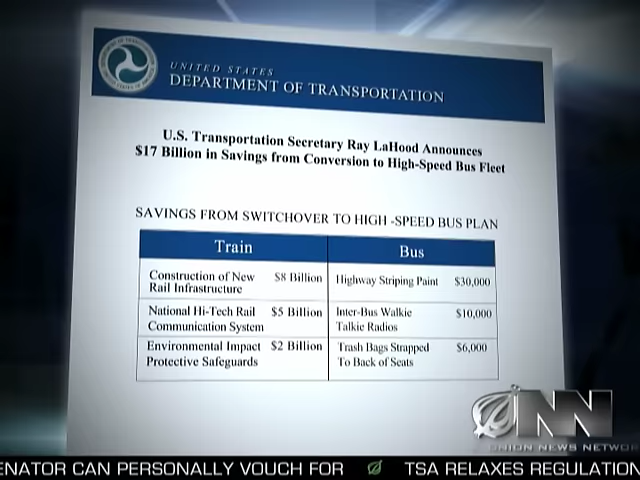 UNITED STATES
DEPARTMENT OF TRANSPORTATION
U.S. Transportation Secretary Ray LaHood Announces
$17 Billion in Savings from Conversion to High-Speed Bus Fleet
SAVINGS FROM SWITCHOVER TO HIGH -SPEED BUS PLAN
Train
Bus
Construction of New $8 Billion
Rail Infrastructure
Highway Striping Paint $30,000
National Hi-Tech Rail $5 Billion
Communication System
Inter-Bus Walkie $10,000
Talkie Radios
Environmental Impact $2 Billion
Protective Safeguards
Trash Bags Strapped $6,000
To Back of Seats
NN
NION NEWS NETWOR
ENATOR CAN PERSONALLY VOUCH FOR TSA RELAXES REGULATION